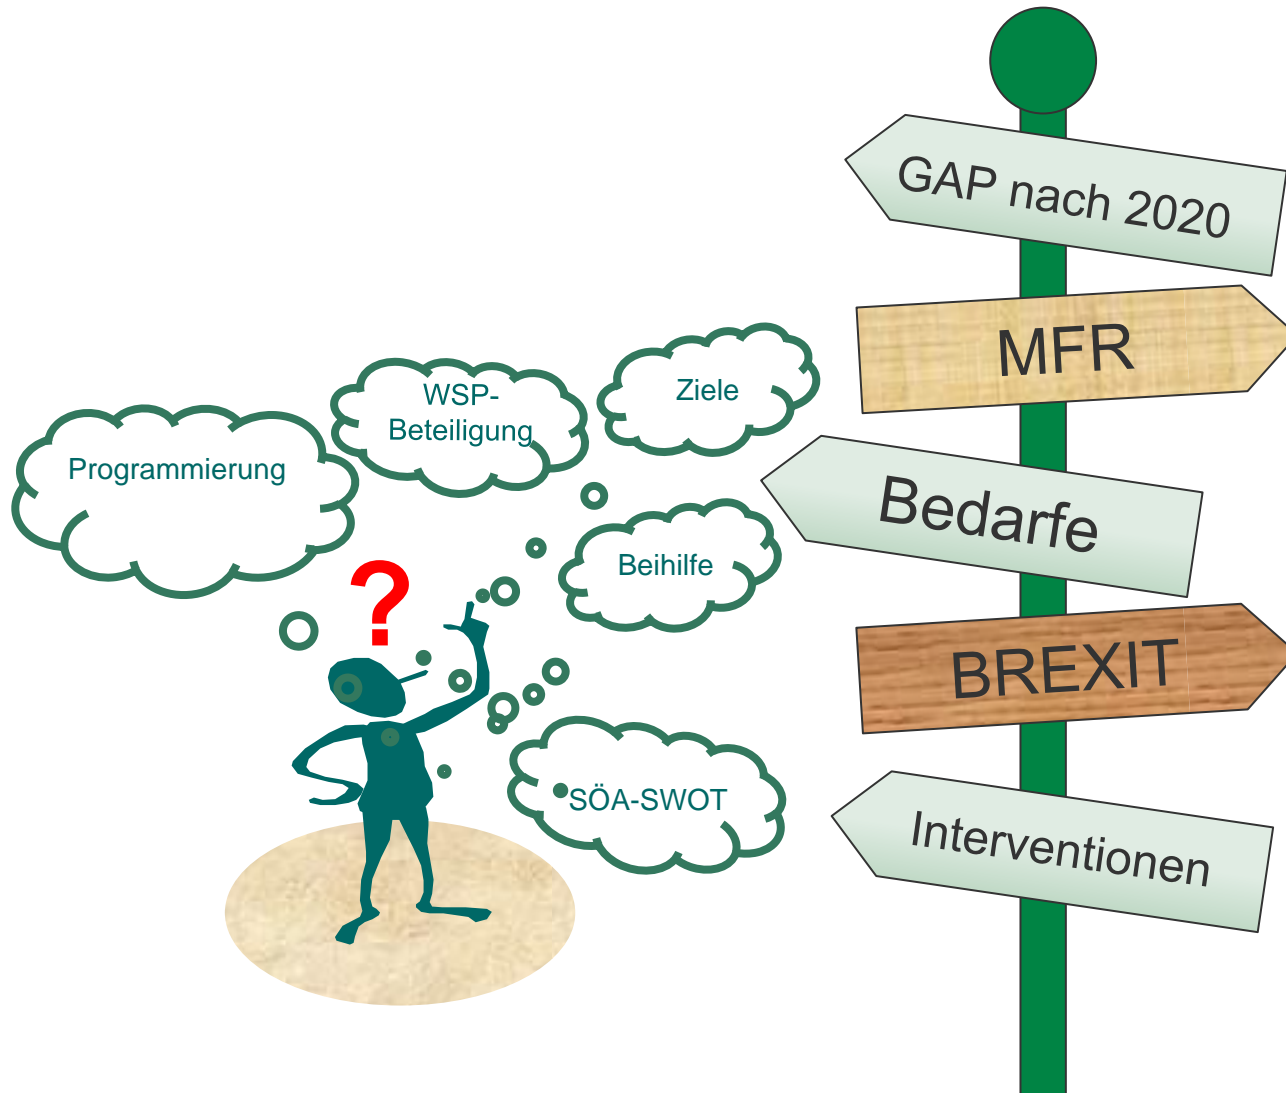 GAP nach 2020
MFR
Bedarfe
BREXIT
Interventionen
Programmierung
WSP-
Beteiligung
Ziele
Beihilfe
SÖA-SWOT
?